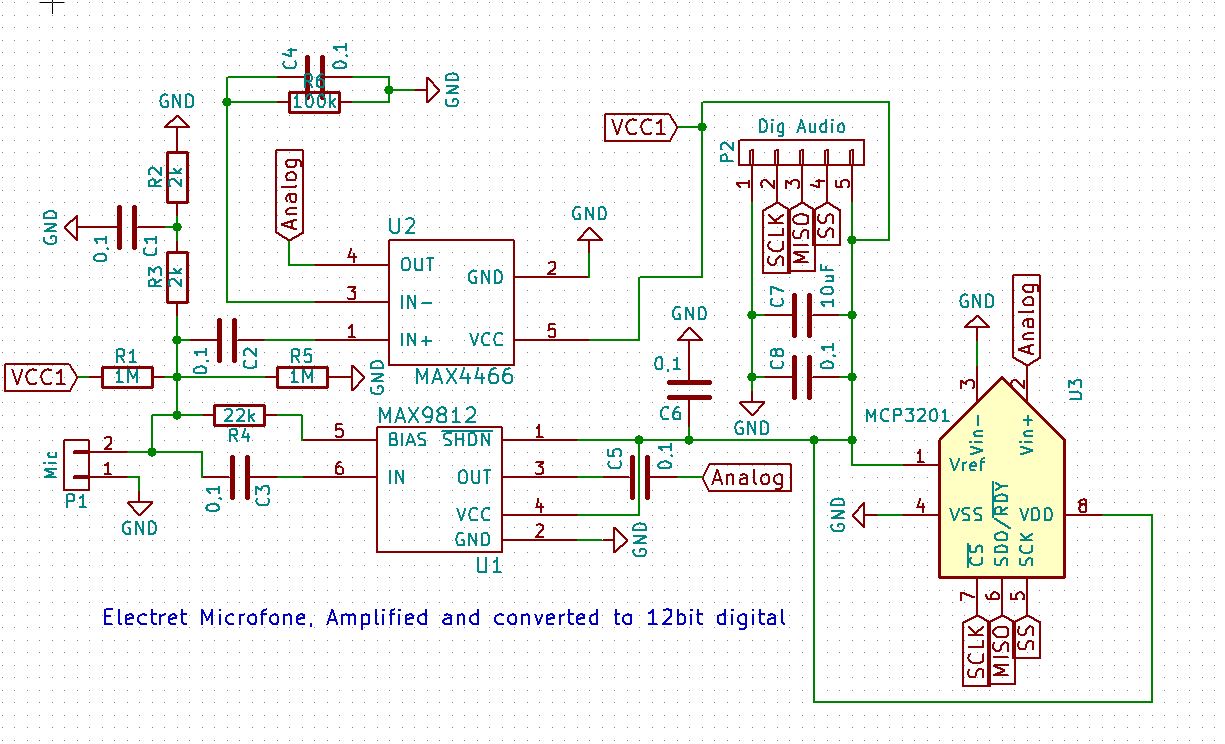 C4
0.1
R6
100k
GND
GND
R2
2k
GND
0.1
C1
R3
2k
Analog
VCC1
Dig Audio
P2
1
2
3
4
5
SCLK
MISO
SS
U2
4
OUT
3
IN-
1
IN+
GND
2
VCC
5
MAX4466
GND
0.1
C2
R1
1M
VCC1
R5
1M
GND
22k
R4
C7
10uF
C8
0.1
GND
GND
0.1
C6
MAX9812
5
BIAS
SHDN
1
6
IN
OUT
3
VCC
4
GND
2
U1
C5
0.1
Analog
GND
Mic
2
1
P1
GND
0.1
C3
GND
Analog
MCP3201
U3
3
Vin-
2
Vin+
1
Vref
GND
4
VSS
SDO/RDY
VDD
8
CS
SCK
7
6
5
SCLK
MISO
SS
Electret Microfone, Amplified and converted to 12bit digital